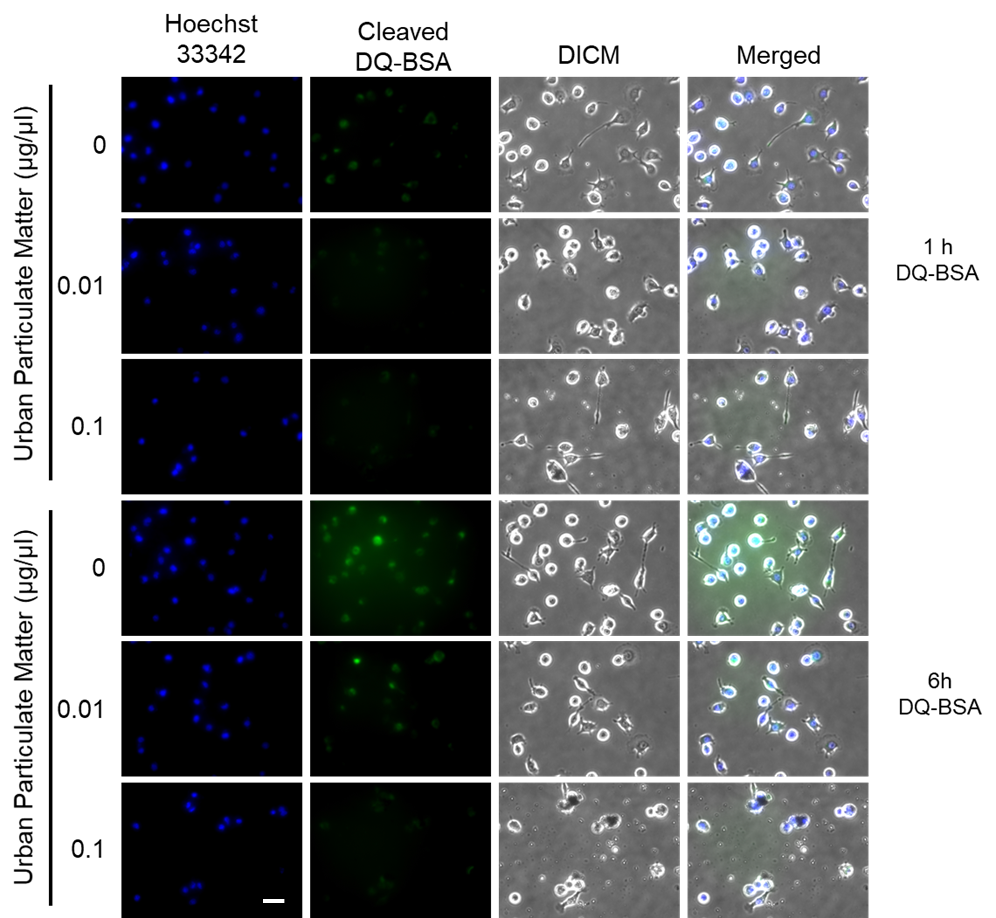 Hoechst
33342
Cleaved
DQ-BSA
DICM
Merged
Urban Particulate Matter (µg/µl)
0
0.01
0.1
1 h
DQ-BSA
Urban Particulate Matter (µg/µl)
0
0.01
0.1
6h
DQ-BSA